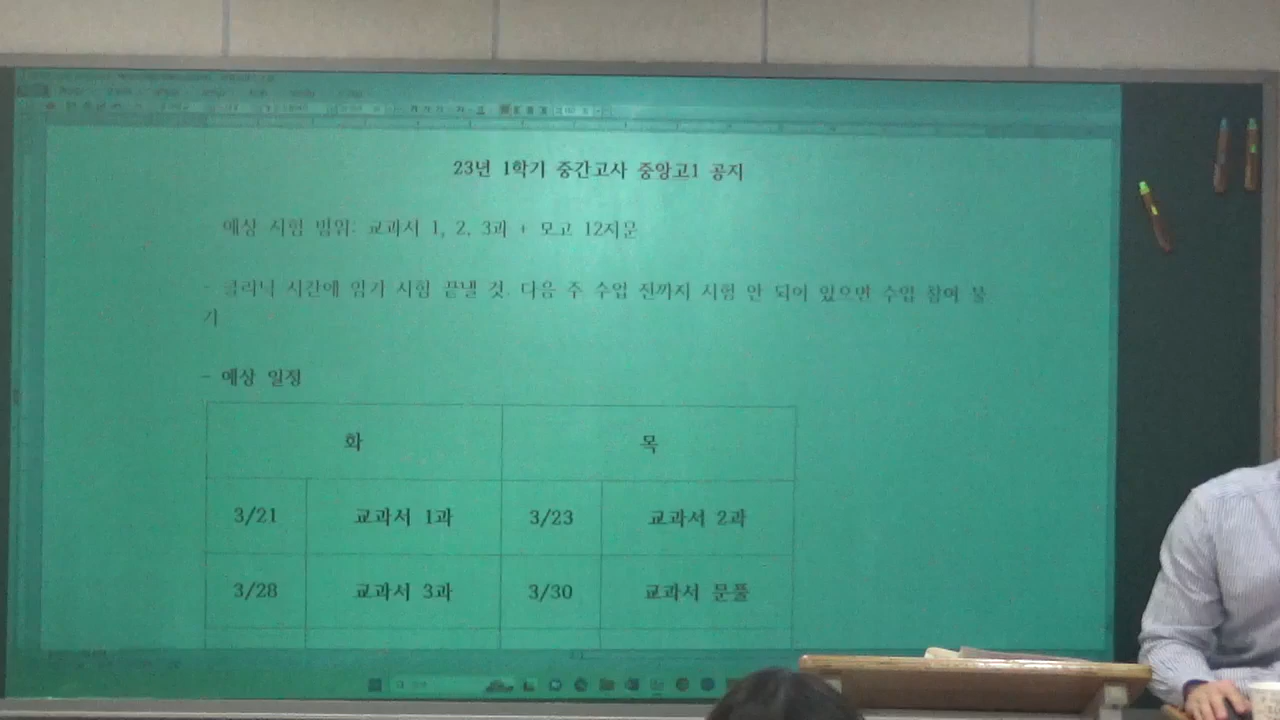 23년 1학기 중간고사 중앙고1 공지
예상 시험 범위: 교과서 1, 2, 3과 + 모고 12지문
- 클리닉 시간에 암기 시험 끝낼 것. 다음 주 수업 전까지 시험 안 되어 있으면 수업 참여 불
가
- 예상 일정
화 목
3/21 교과서 1과 3/23 교과서 2과
3/28 교과서 3과 3/30 교과서 문풀